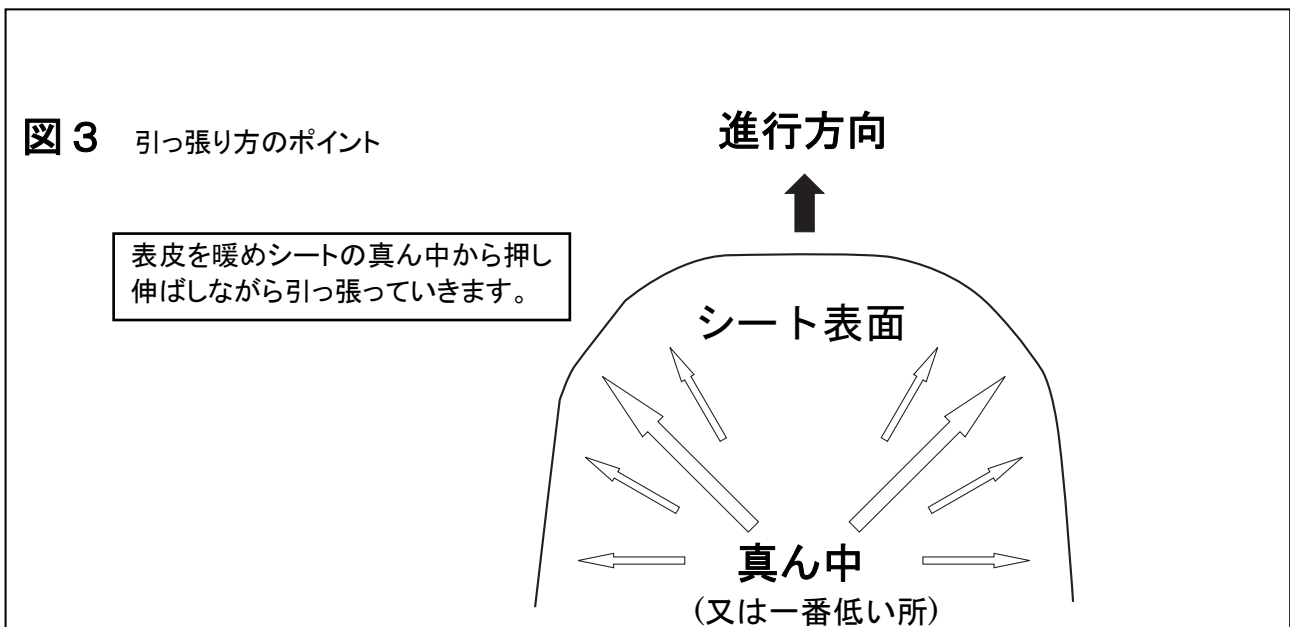 図３ 引っ張り方のポイント
進行方向
表皮を暖めシートの真ん中から押し
伸ばしながら引っ張っていきます。
シート表面
真ん中
(又は一番低い所)